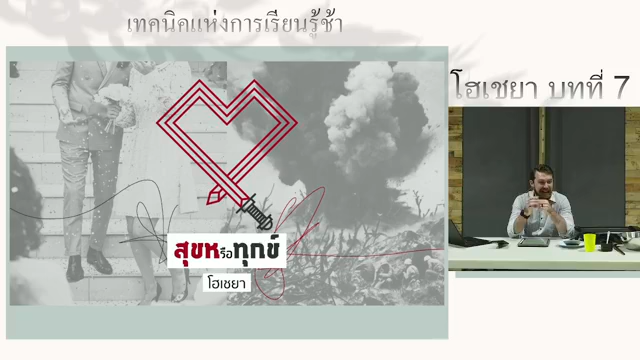 เทคนิคแห่งการเรียนรู้ช้า
โฮเชยา บทที่ 7
สุขหรือทุกข์
โฮเชยา